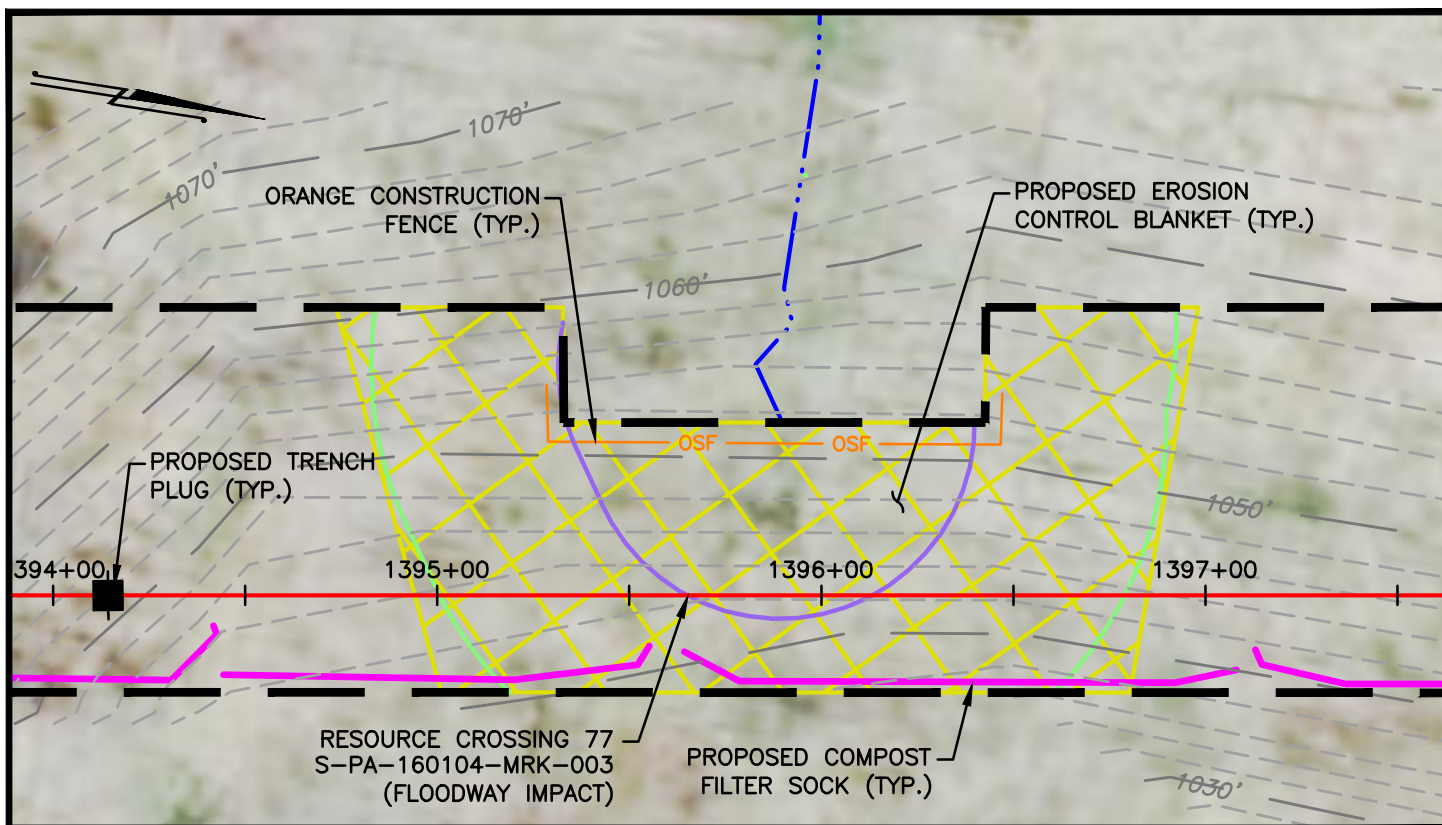 1070'
1070'
ORANGE CONSTRUCTION
FENCE (TYP.)
PROPOSED EROSION
CONTROL BLANKET (TYP.)
1060'
OSF
OSF
PROPOSED TRENCH
PLUG (TYP.)
1050'
394+00
1395+00
1396+00
1397+00
RESOURCE CROSSING 77
S-PA-160104-MRK-003
(FLOODWAY IMPACT)
PROPOSED COMPOST
FILTER SOCK (TYP.)
1030'